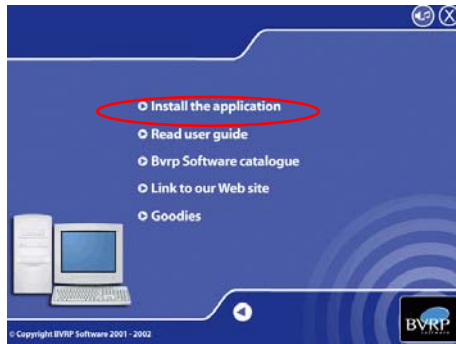 Install the application
Read user guide
Bvrp Software catalogue
Link to our Web site
Goodies
© Copyright BVRP Software 2001 - 2002
BVRP
software